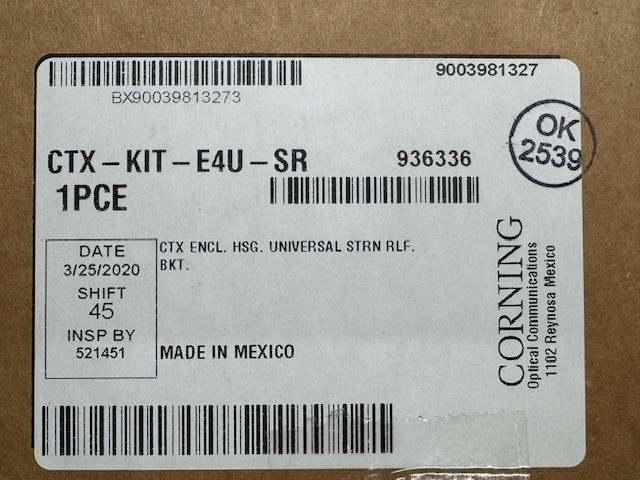 9003981327
BX90039813273
OK
2539
CTX-KIT-E4U-SR
936336
1PCE
DATE
3/25/2020
SHIFT
45
INSP BY
521451
CTX ENCL. HSG. UNIVERSAL STRN RLF.
BKT.
MADE IN MEXICO
CORNING
Optical Communications
1102 Reynosa Mexico